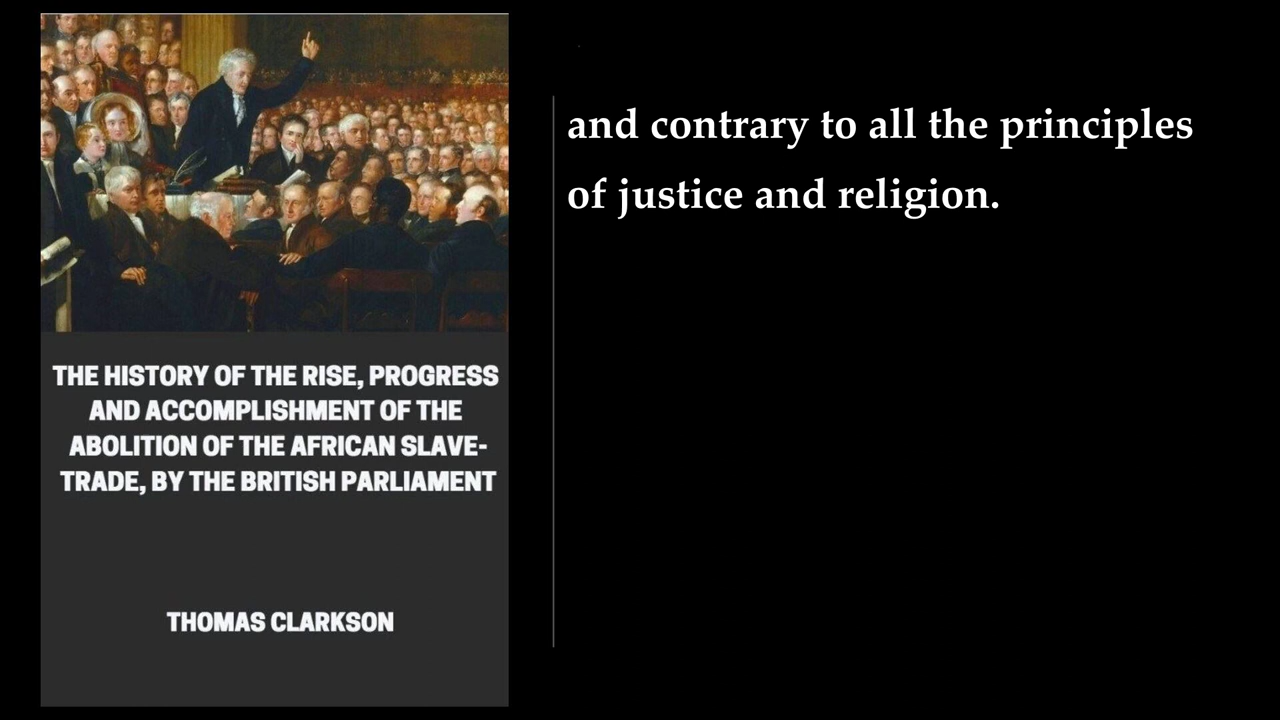 THE HISTORY OF THE RISE, PROGRESS
AND ACCOMPLISHMENT OF THE
ABOLITION OF THE AFRICAN SLAVE-
TRADE, BY THE BRITISH PARLIAMENT
THOMAS CLARKSON
and contrary to all the principles
of justice and religion.